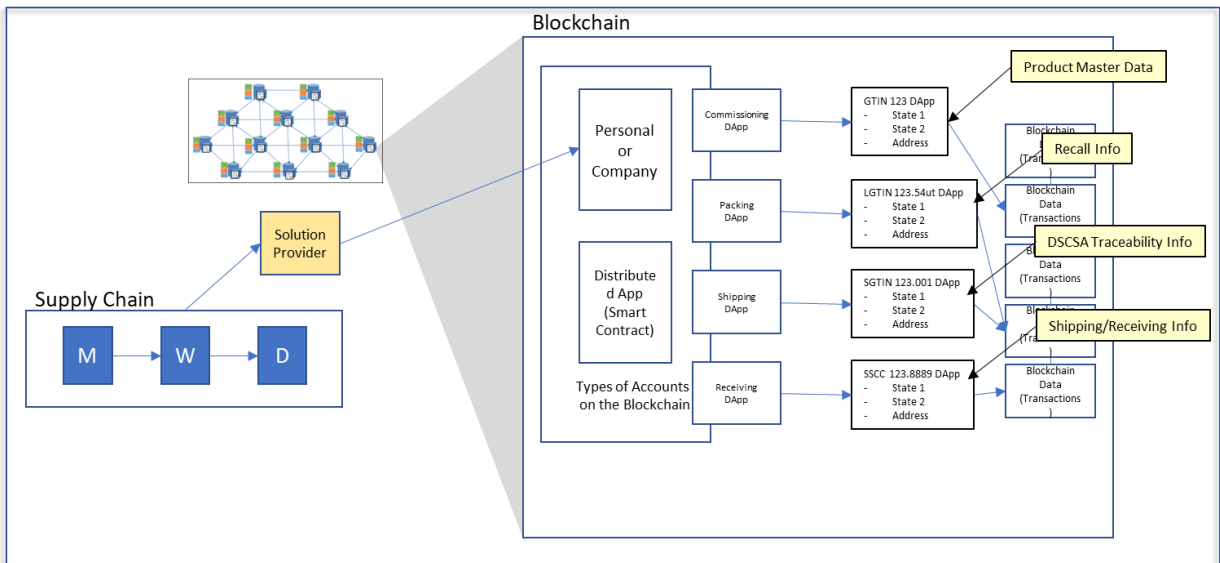 Blockchain
Product Master Data
Personal
or
Company
Commissioning
DApp
GTIN 123 DApp
- State 1
- State 2
- Address
Blockchain
(Trans
Recall Info
Packing
DApp
LGTIN 123.54ut DApp
- State 1
- State 2
- Address
Blockchain
Data
(Transactions
)
Solution
Provider
DSCSA Traceability Info
Distribute
d App
(Smart
Contract)
Shipping
DApp
SGTIN 123.001 DApp
- State 1
- State 2
- Address
Data
(Transactions
Supply Chain
M
W
D
Shipping/Receiving Info
Types of Accounts
on the Blockchain
Receiving
DApp
SSCC 123.8889 DApp
- State 1
- State 2
- Address
Blockchain
Data
(Transactions
)